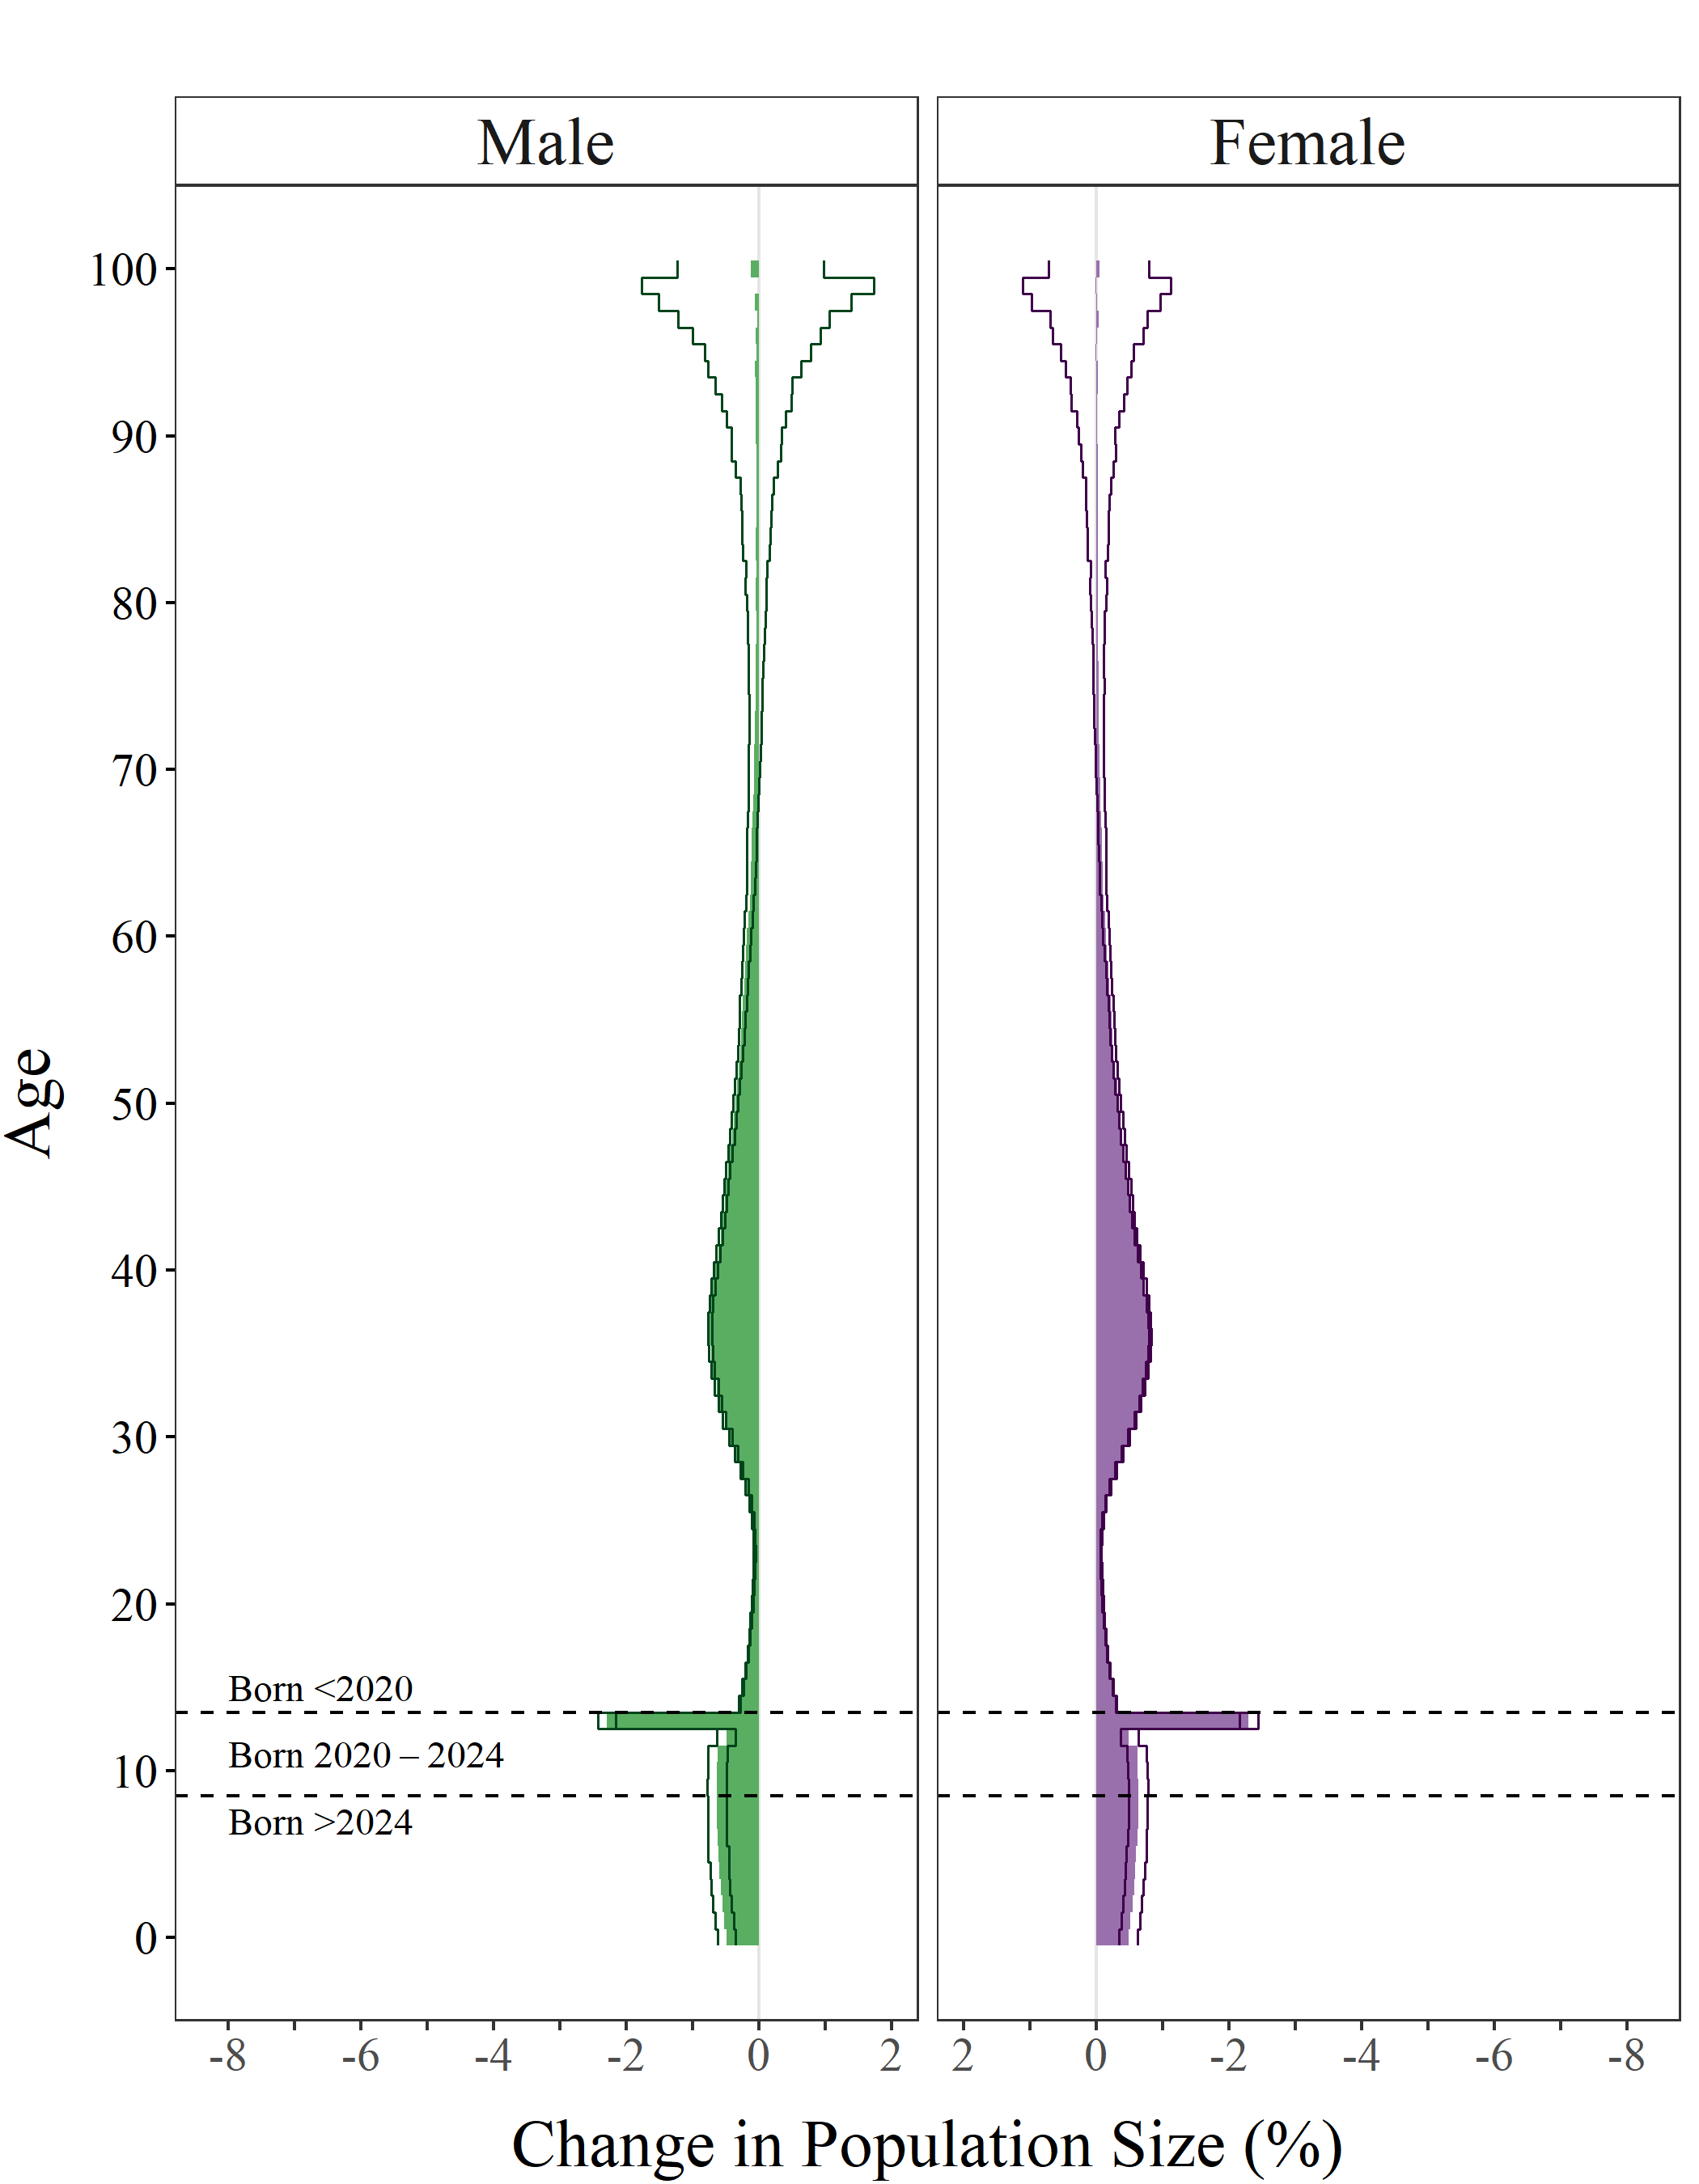 Male
Female
Age
100
90
80
70
60
50
40
30
20
10
0
Born <2020
Born 2020 – 2024
Born >2024
-8 -6 -4 -2 0 2
2 0 -2 -4 -6 -8
Change in Population Size (%)